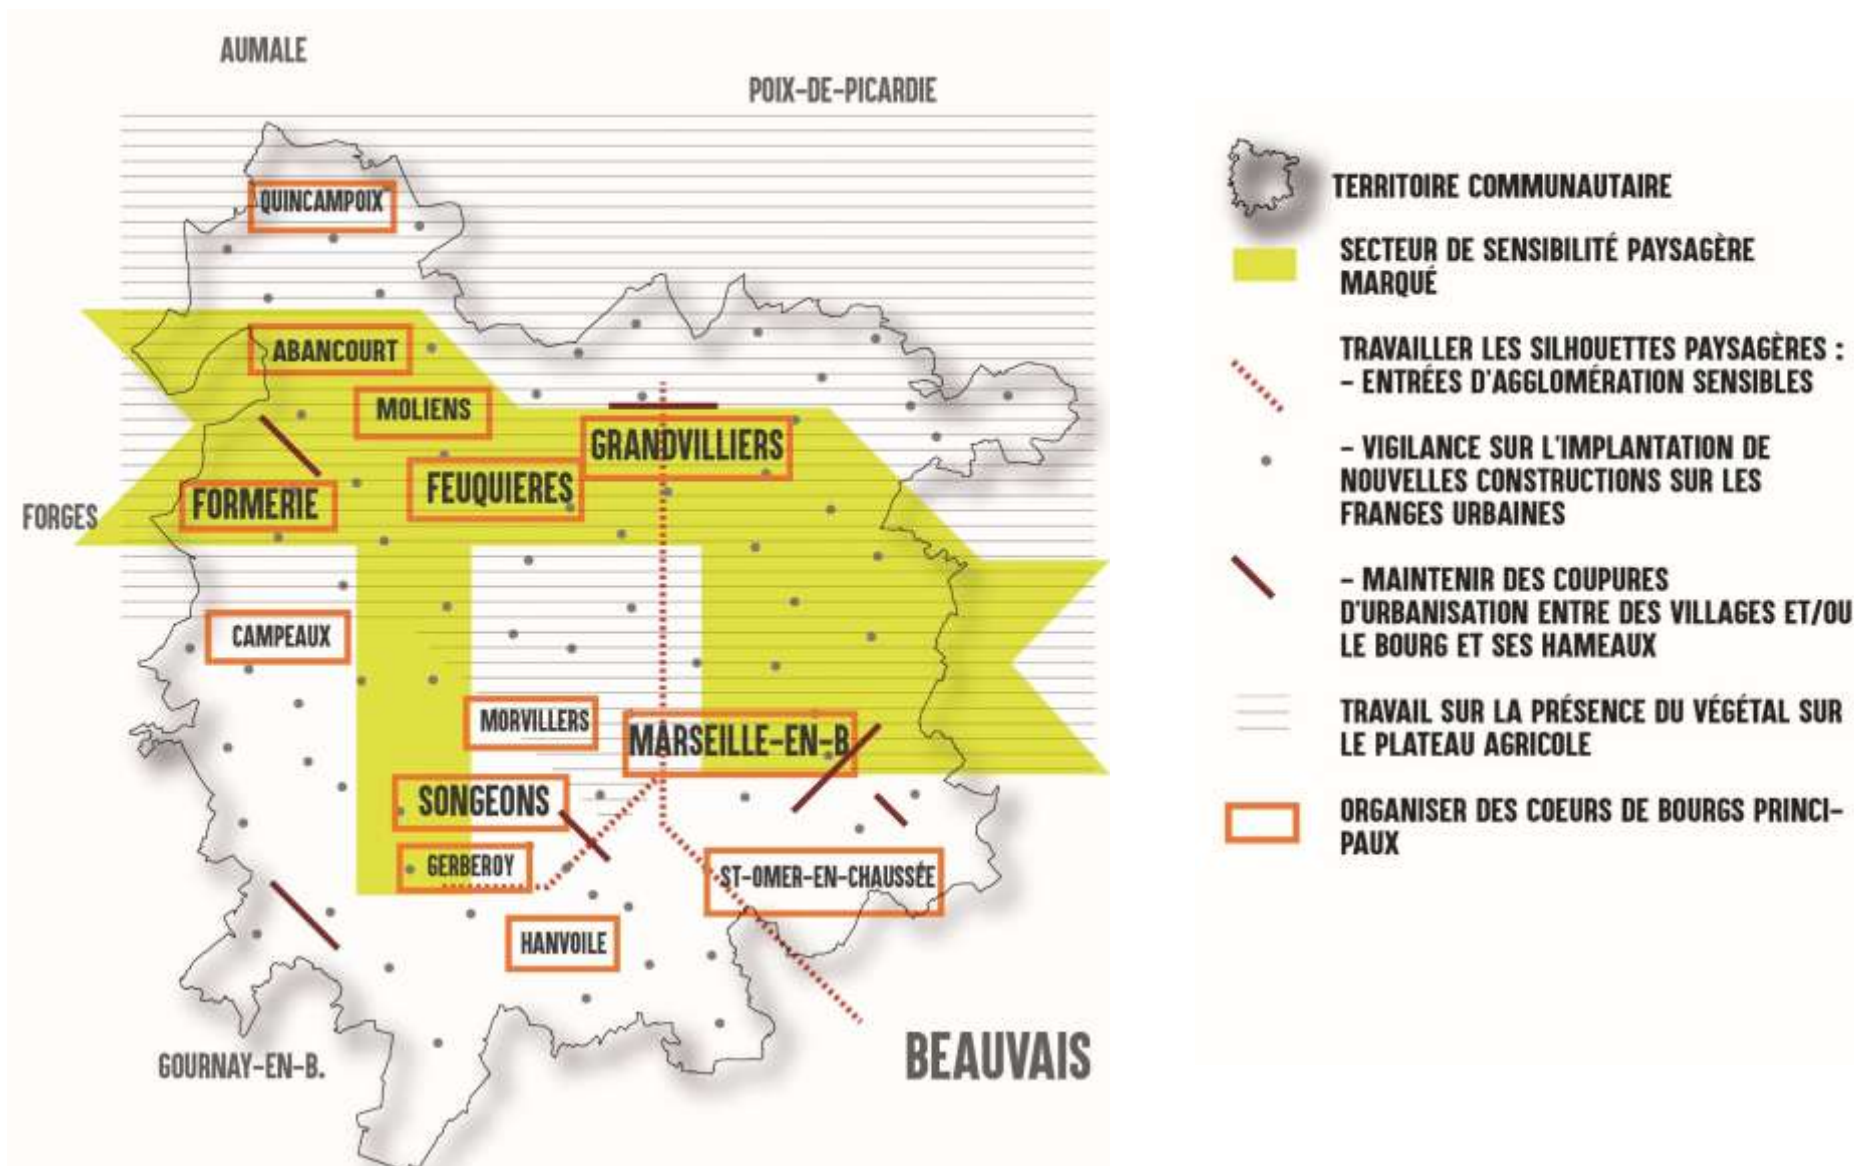 AUMALE
POIX-DE-PICARDIE
QUINCAMPOIX
ABANCOURT
MOLIENS
GRANDVILLIERS
FEUQUIERES
FORMERIE
FORGES
CAMPEAUX
MORVILLERS
MARSEILLE-EN-B
SONGEONS
GERBEROY
ST-OMER-EN-CHAUSSÉE
HANVOILE
BEAUVAIS
GOURNAY-EN-B.
TERRITOIRE COMMUNAUTAIRE
SECTEUR DE SENSIBILITÉ PAYSAGÈRE
MARQUÉ
TRAVAILLER LES SILHOUETTES PAYSAGÈRES :
- ENTRÉES D'AGGLOMÉRATION SENSIBLES
- VIGILANCE SUR L'IMPLANTATION DE
NOUVELLES CONSTRUCTIONS SUR LES
FRANGES URBAINES
- MAINTENIR DES COUPURES
D'URBANISATION ENTRE DES VILLAGES ET/OU
LE BOURG ET SES HAMEAUX
TRAVAIL SUR LA PRÉSENCE DU VÉGÉTAL SUR
LE PLATEAU AGRICOLE
ORGANISER DES COEURS DE BOURGS PRINCI-
PAUX